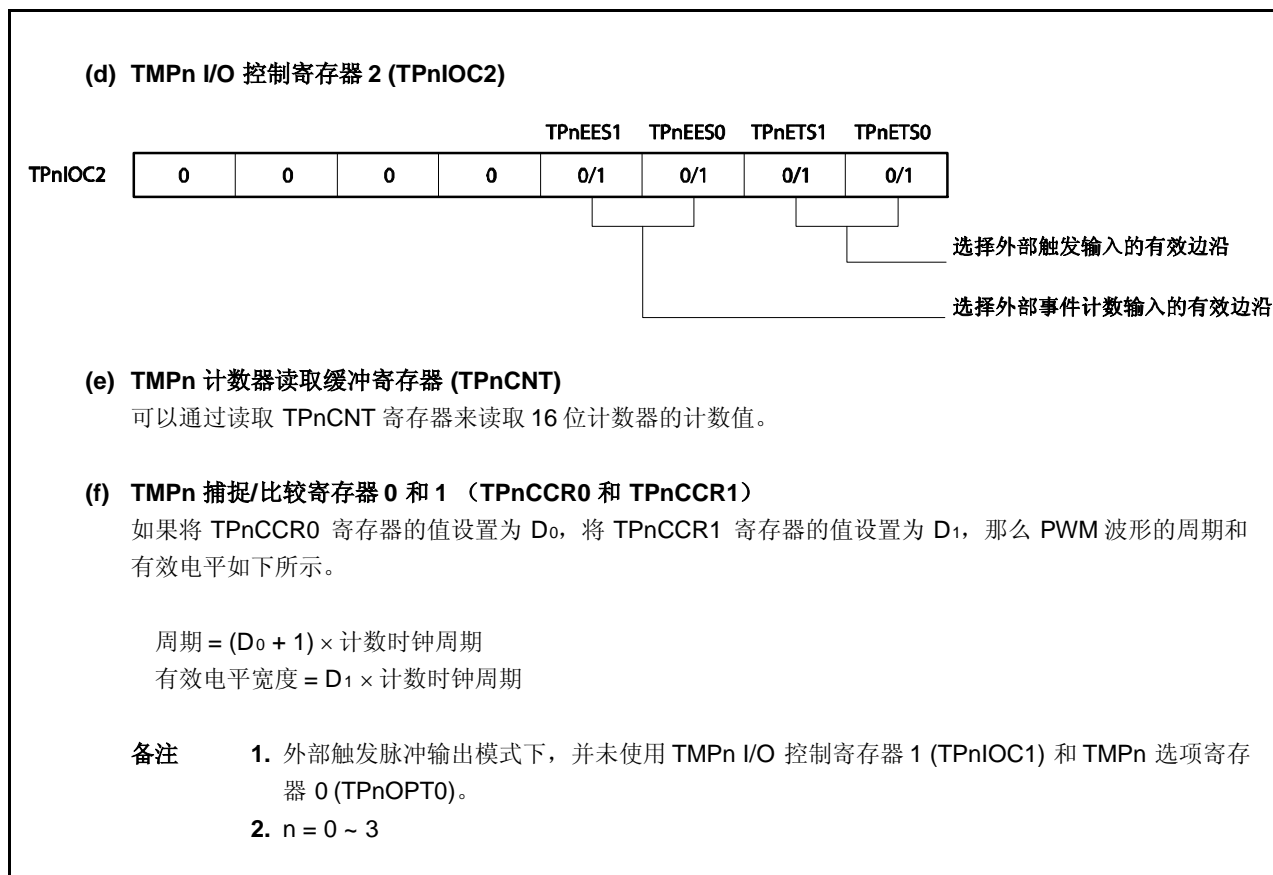 (d) TMPn I/O 控制寄存器 2 (TPnIOC2)
TPnEES1 TPnEES0 TPnETS1 TPnETS0
TPnIOC2 0 0 0 0 0/1 0/1 0/1 0/1
选择外部触发输入的有效边沿
选择外部事件计数输入的有效边沿
(e) TMPn 计数器读取缓冲寄存器 (TPnCNT)
可以通过读取 TPnCNT 寄存器来读取 16 位计数器的计数值。
(f) TMPn 捕捉/比较寄存器 0 和 1 （TPnCCR0 和 TPnCCR1）
如果将 TPnCCR0 寄存器的值设置为 D0，将 TPnCCR1 寄存器的值设置为 D1，那么 PWM 波形的周期和
有效电平如下所示。
周期 = (D0 + 1) × 计数时钟周期
有效电平宽度 = D1 × 计数时钟周期
备注 1. 外部触发脉冲输出模式下，并未使用 TMPn I/O 控制寄存器 1 (TPnIOC1) 和 TMPn 选项寄存
器 0 (TPnOPT0)。
2. n = 0 ~ 3